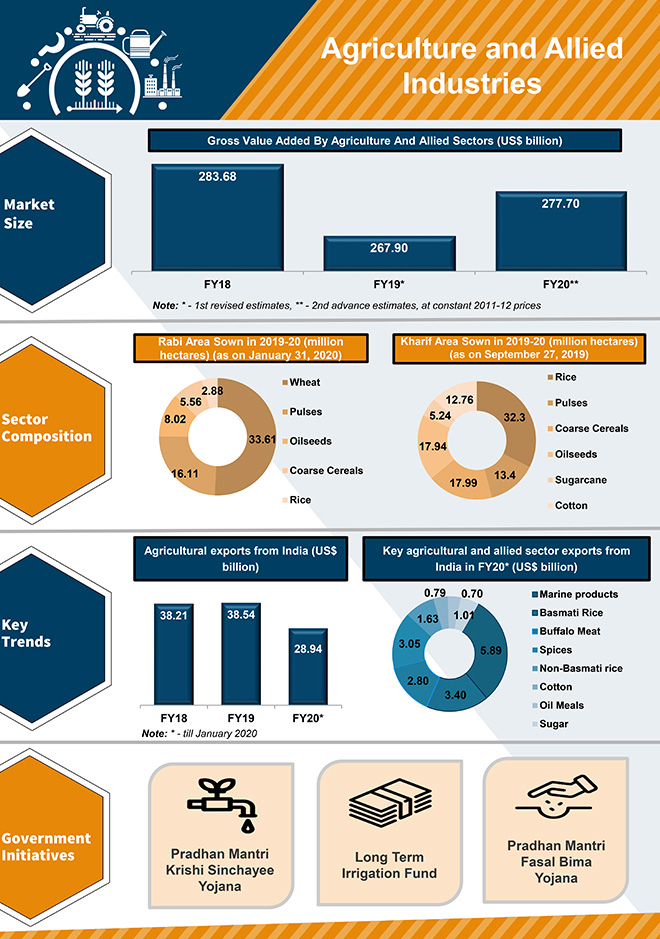 Agriculture and Allied
Industries
Market
Size
Gross Value Added By Agriculture And Allied Sectors (US$ billion)
283.68
267.90
277.70
FY18
FY19*
FY20**
Note: * - 1st revised estimates, ** - 2nd advance estimates, at constant 2011-12 prices
Sector
Composition
Rabi Area Sown in 2019-20 (million
hectares) (as on January 31, 2020)
33.61
16.11
8.02
5.56
2.88
Wheat
Pulses
Oilseeds
Coarse Cereals
Rice
Kharif Area Sown in 2019-20 (million hectares)
(as on September 27, 2019)
32.3
13.4
17.99
17.94
5.24
12.76
Rice
Pulses
Coarse Cereals
Oilseeds
Sugarcane
Cotton
Key
Trends
Agricultural exports from India (US$
billion)
38.21
38.54
28.94
FY18
FY19
FY20*
Note: * - till January 2020
Key agricultural and allied sector exports from
India in FY20* (US$ billion)
5.89
3.40
2.80
3.05
1.63
0.79
1.01
0.70
Marine products
Basmati Rice
Buffalo Meat
Spices
Non-Basmati rice
Cotton
Oil Meals
Sugar
Government
Initiatives
Pradhan Mantri
Krishi Sinchayee
Yojana
Long Term
Irrigation Fund
Pradhan Mantri
Fasal Bima
Yojana